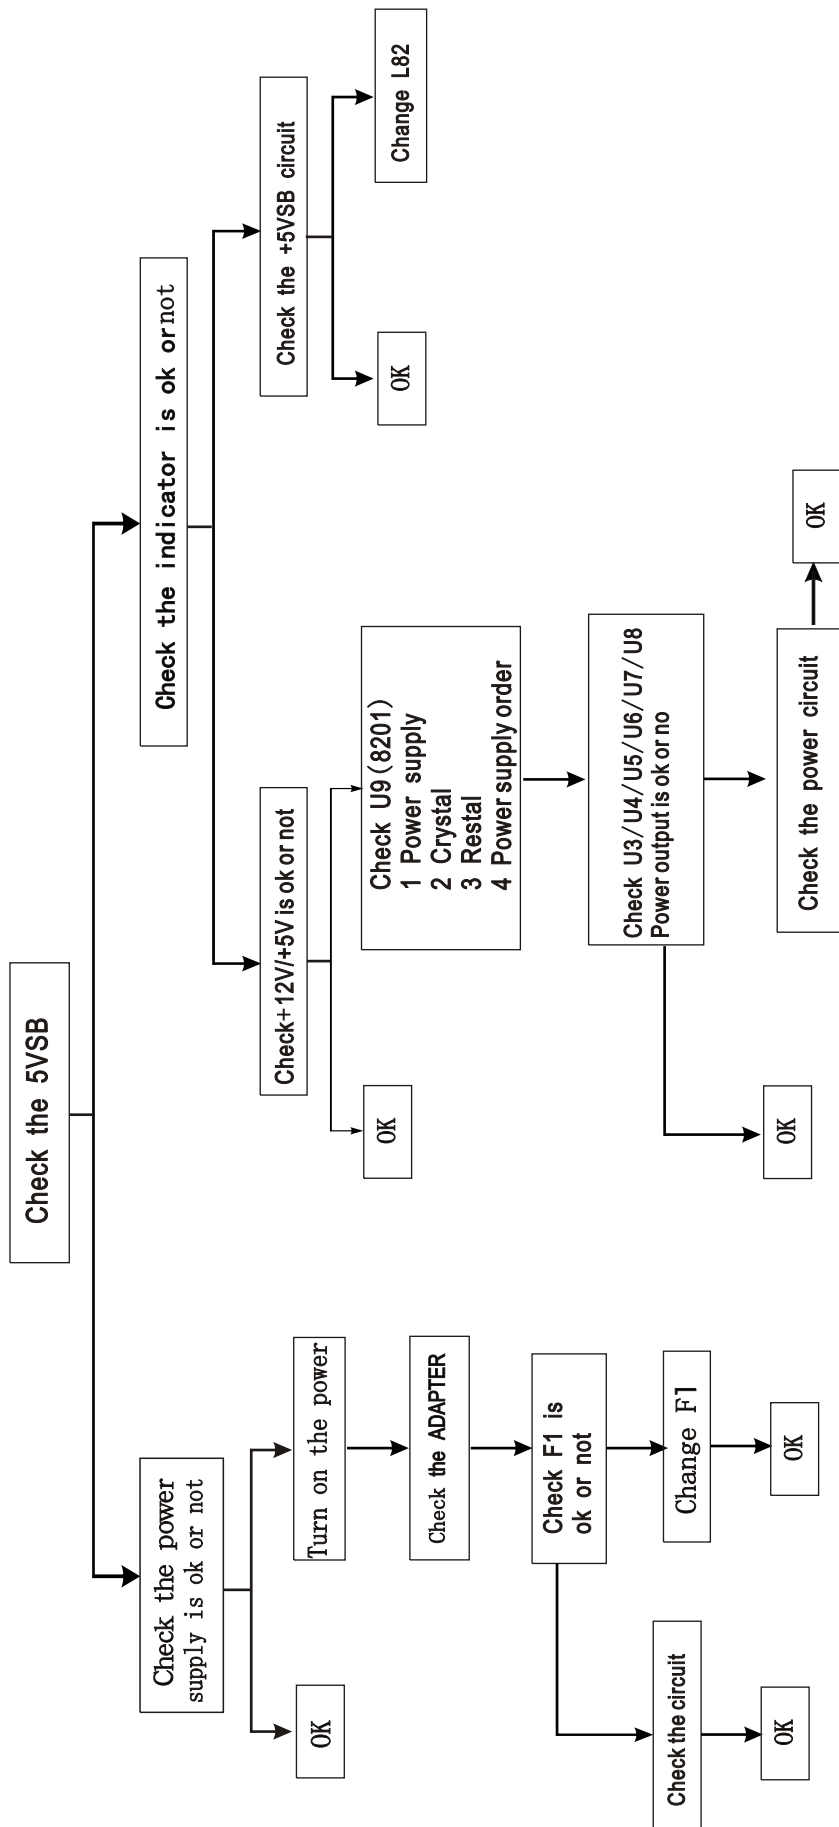 Check the 5VSB
Check the power
supply is ok or not
OK
Turn on the power
Check the ADAPTER
Check F1 is
ok or not
Check the circuit
OK
Change F1
OK
Check the indicator is ok or not
Check+12V/+5V is ok or not
OK
Check U9(8201)
1 Power supply
2 Crystal
3 Restal
4 Power supply order
Check U3/U4/U5/U6/U7/U8
Power output is ok or no
OK
Check the power circuit
OK
Check the +5VSB circuit
OK
Change L82